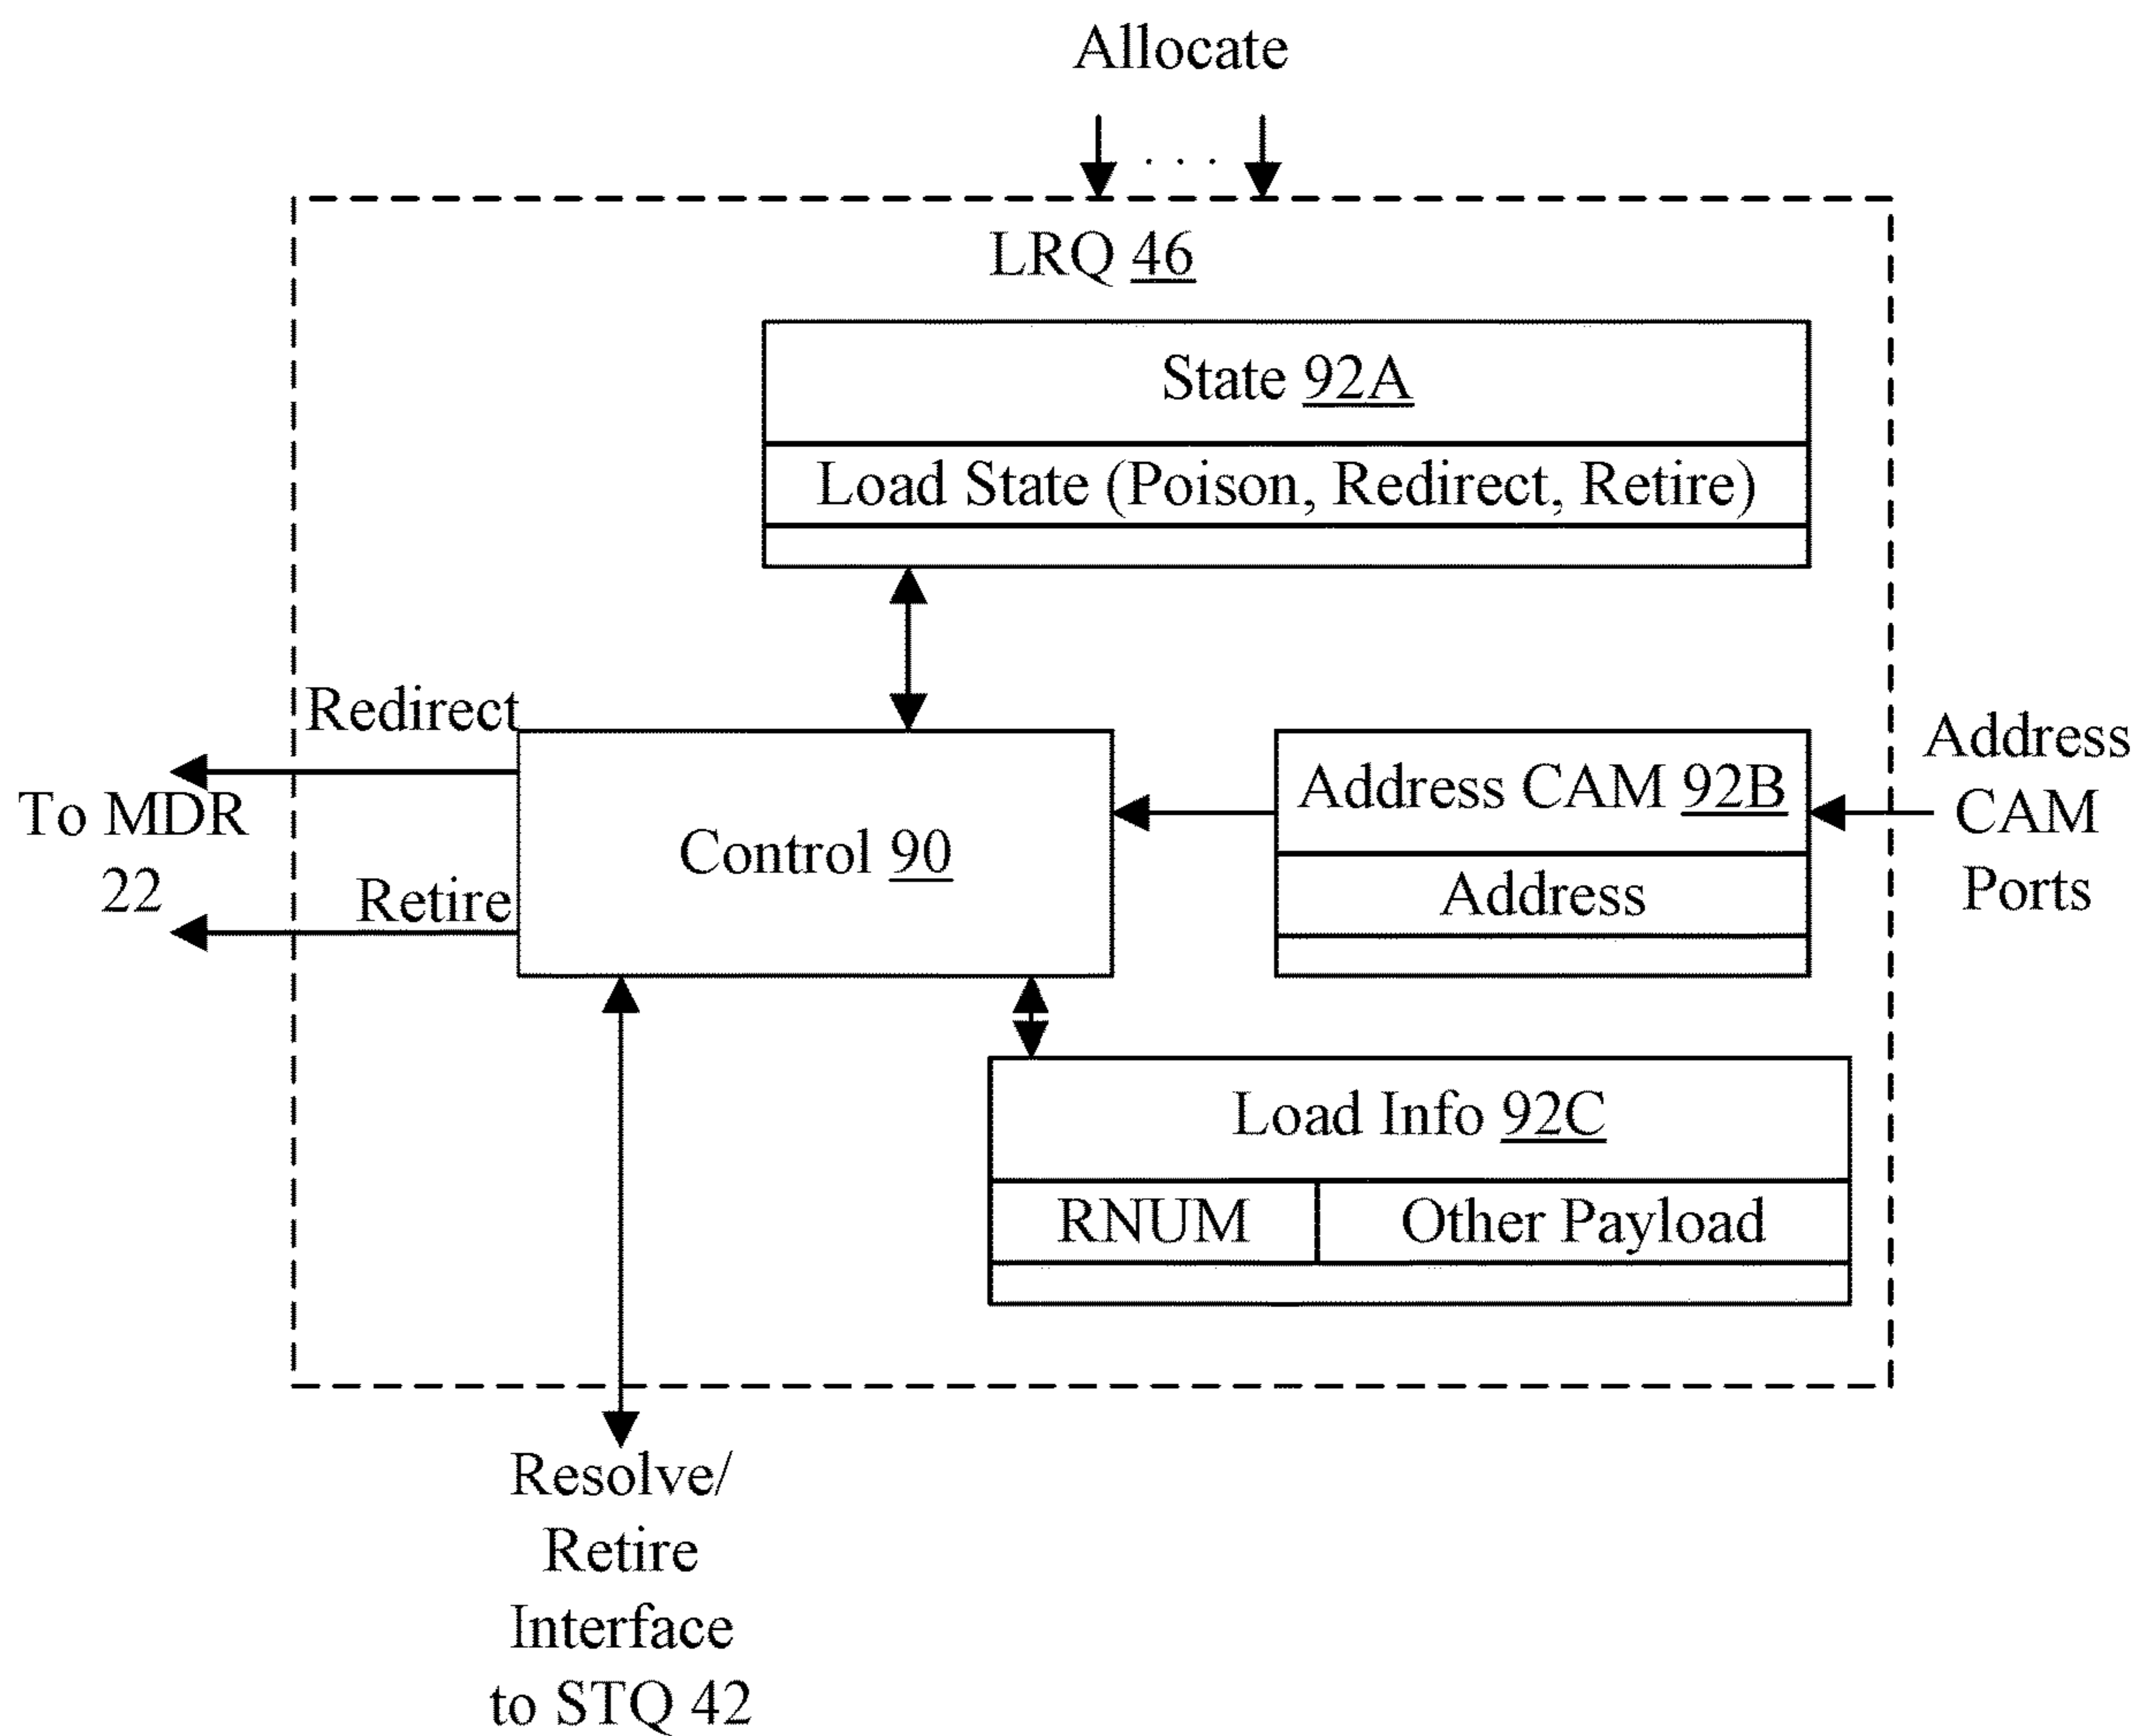 Allocate
. . .
LRQ 46
State 92A
Load State (Poison, Redirect, Retire)
Redirect
To MDR
22
Retire
Control 90
Address CAM 92B
Address
Address
CAM
Ports
Load Info 92C
RNUM
Other Payload
Resolve/
Retire
Interface
to STQ 42